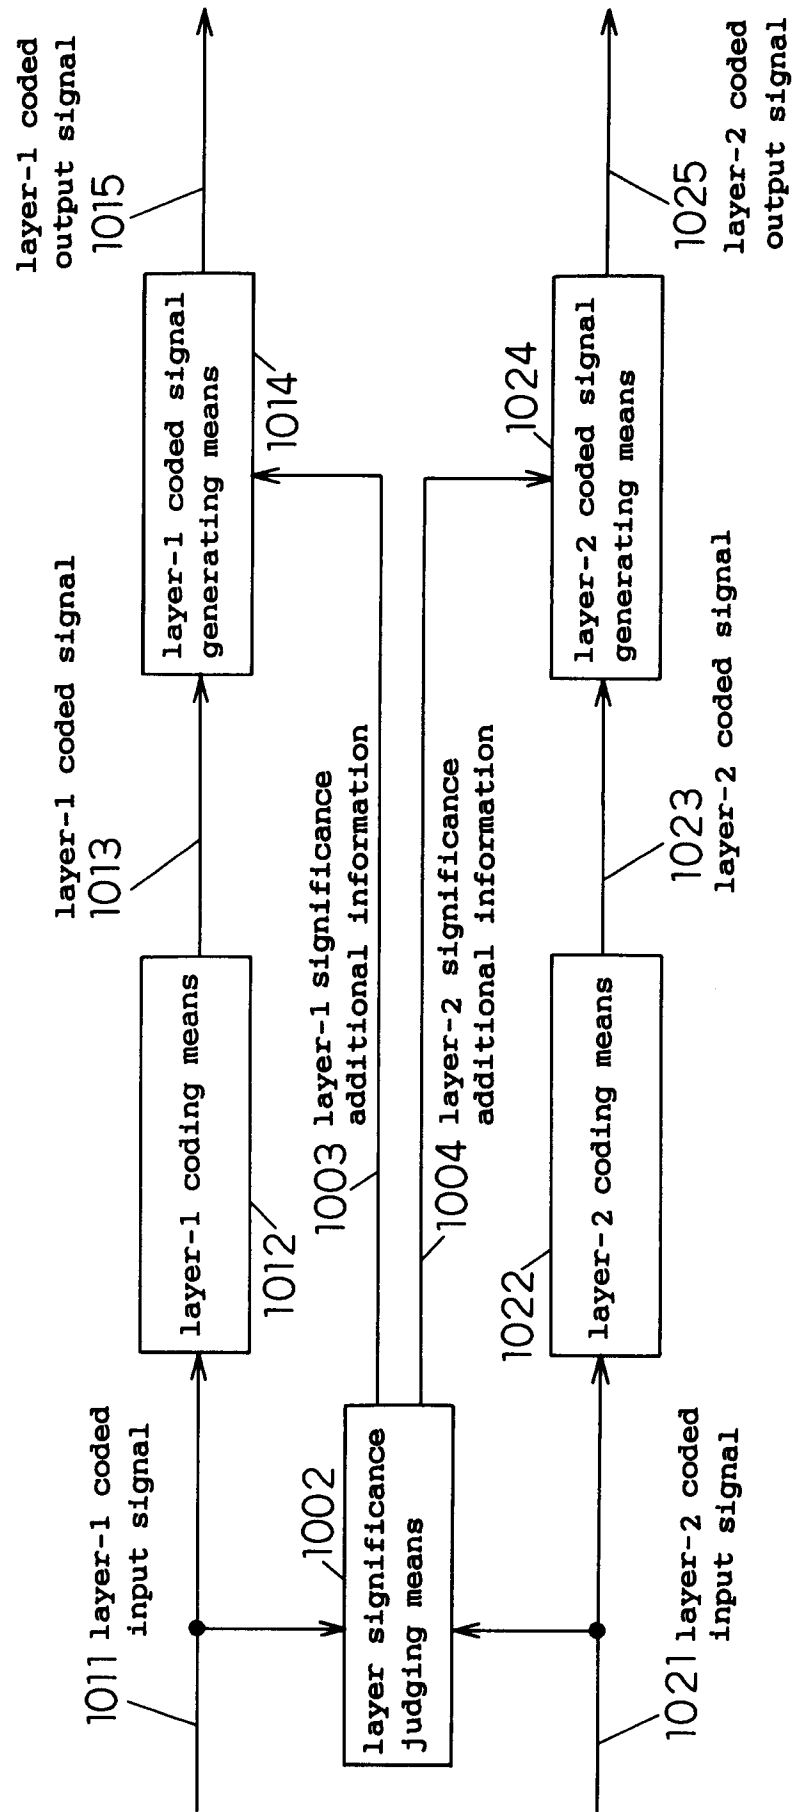 1011 layer-1 coded
input signal
layer-1 coding means
1012
1013
layer-1 coded signal
layer-1 coded signal
generating means
1014
1015
layer-1 coded
output signal
layer significance
judging means
1002
1003 layer-1 significance
additional information
1004 layer-2 significance
additional information
1021 layer-2 coded
input signal
1022
layer-2 coding means
1023
layer-2 coded signal
1024
layer-2 coded signal
generating means
1025
layer-2 coded
output signal